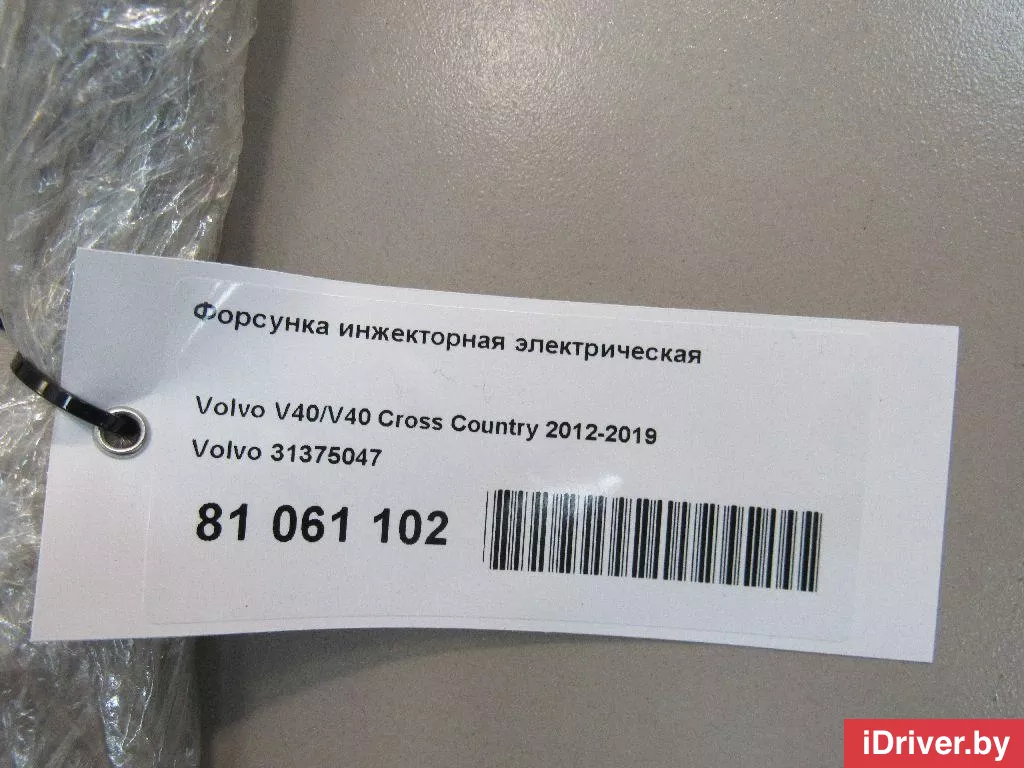 Форсунка инжекторная электрическая
Volvo V40/V40 Cross Country 2012-2019
Volvo 31375047
81 061 102
iDriver.by